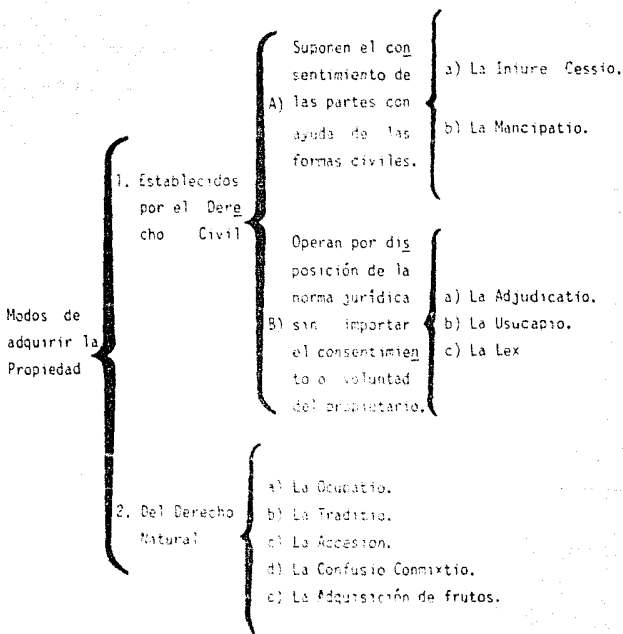 Modos de
adquirir la
Propiedad
1. Establecidos
por el Dere
cho Civil
Suponen el con
sentimiento de
A) las partes con
ayuda de las
formas civiles.
a) La Iniure Cessio.
b) La Mancipatio.
Operan por dis
posición de la
norma jurídica
B) sin importar
el consentimien
to o voluntad
del propietario.
a) La Adjudicatio.
b) La Usucapio.
c) La Lex
2. Del Derecho
Natural
a) La Ocupatio.
b) La Traditio.
c) La Accesion.
d) La Confusio Conmixtio.
e) La Adquisición de frutos.